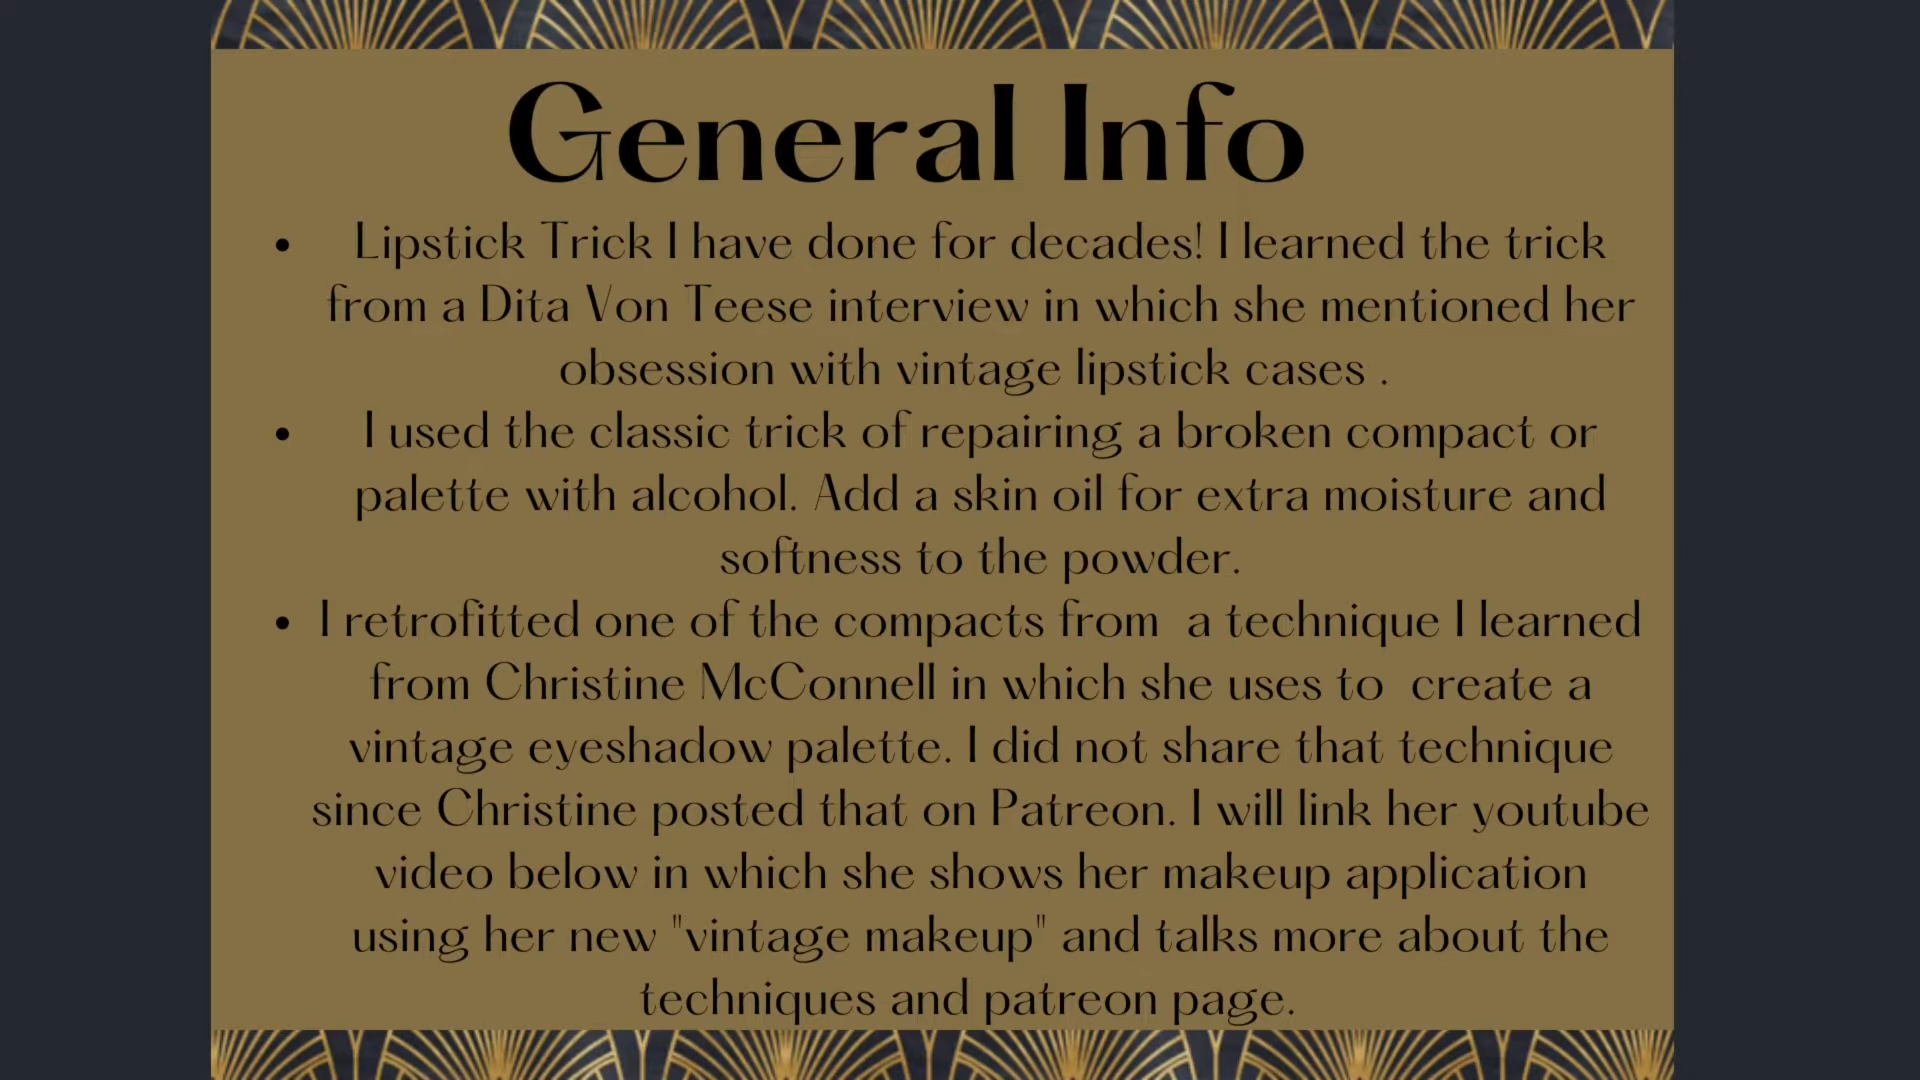 General Info
• Lipstick Trick I have done for decades! I learned the trick
from a Dita Von Teese interview in which she mentioned her
obsession with vintage lipstick cases .
• I used the classic trick of repairing a broken compact or
palette with alcohol. Add a skin oil for extra moisture and
softness to the powder.
• I retrofitted one of the compacts from  a technique I learned
from Christine McConnell in which she uses to  create a
vintage eyeshadow palette. I did not share that technique
since Christine posted that on Patreon. I will link her youtube
video below in which she shows her makeup application
using her new "vintage makeup" and talks more about the
techniques and patreon page.